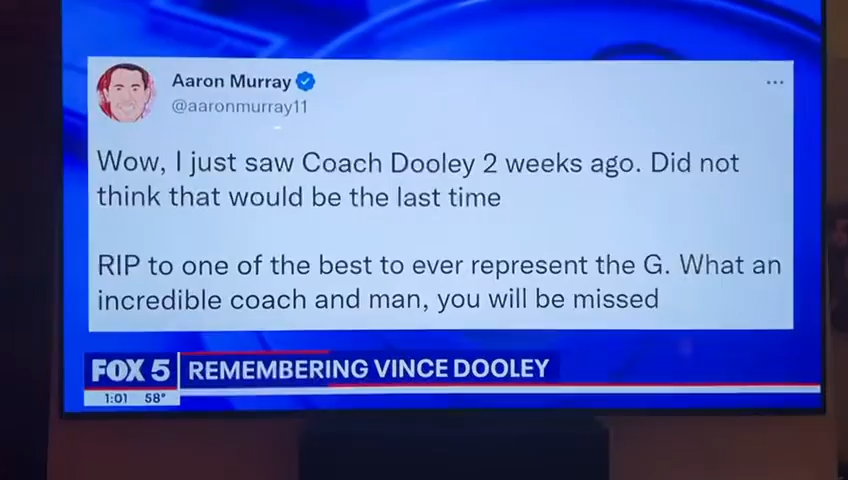 Aaron Murray
@aaronmurray11
Wow, I just saw Coach Dooley 2 weeks ago. Did not
think that would be the last time
RIP to one of the best to ever represent the G. What an
incredible coach and man, you will be missed
FOX 5 REMEMBERING VINCE DOOLEY
1:01 58°